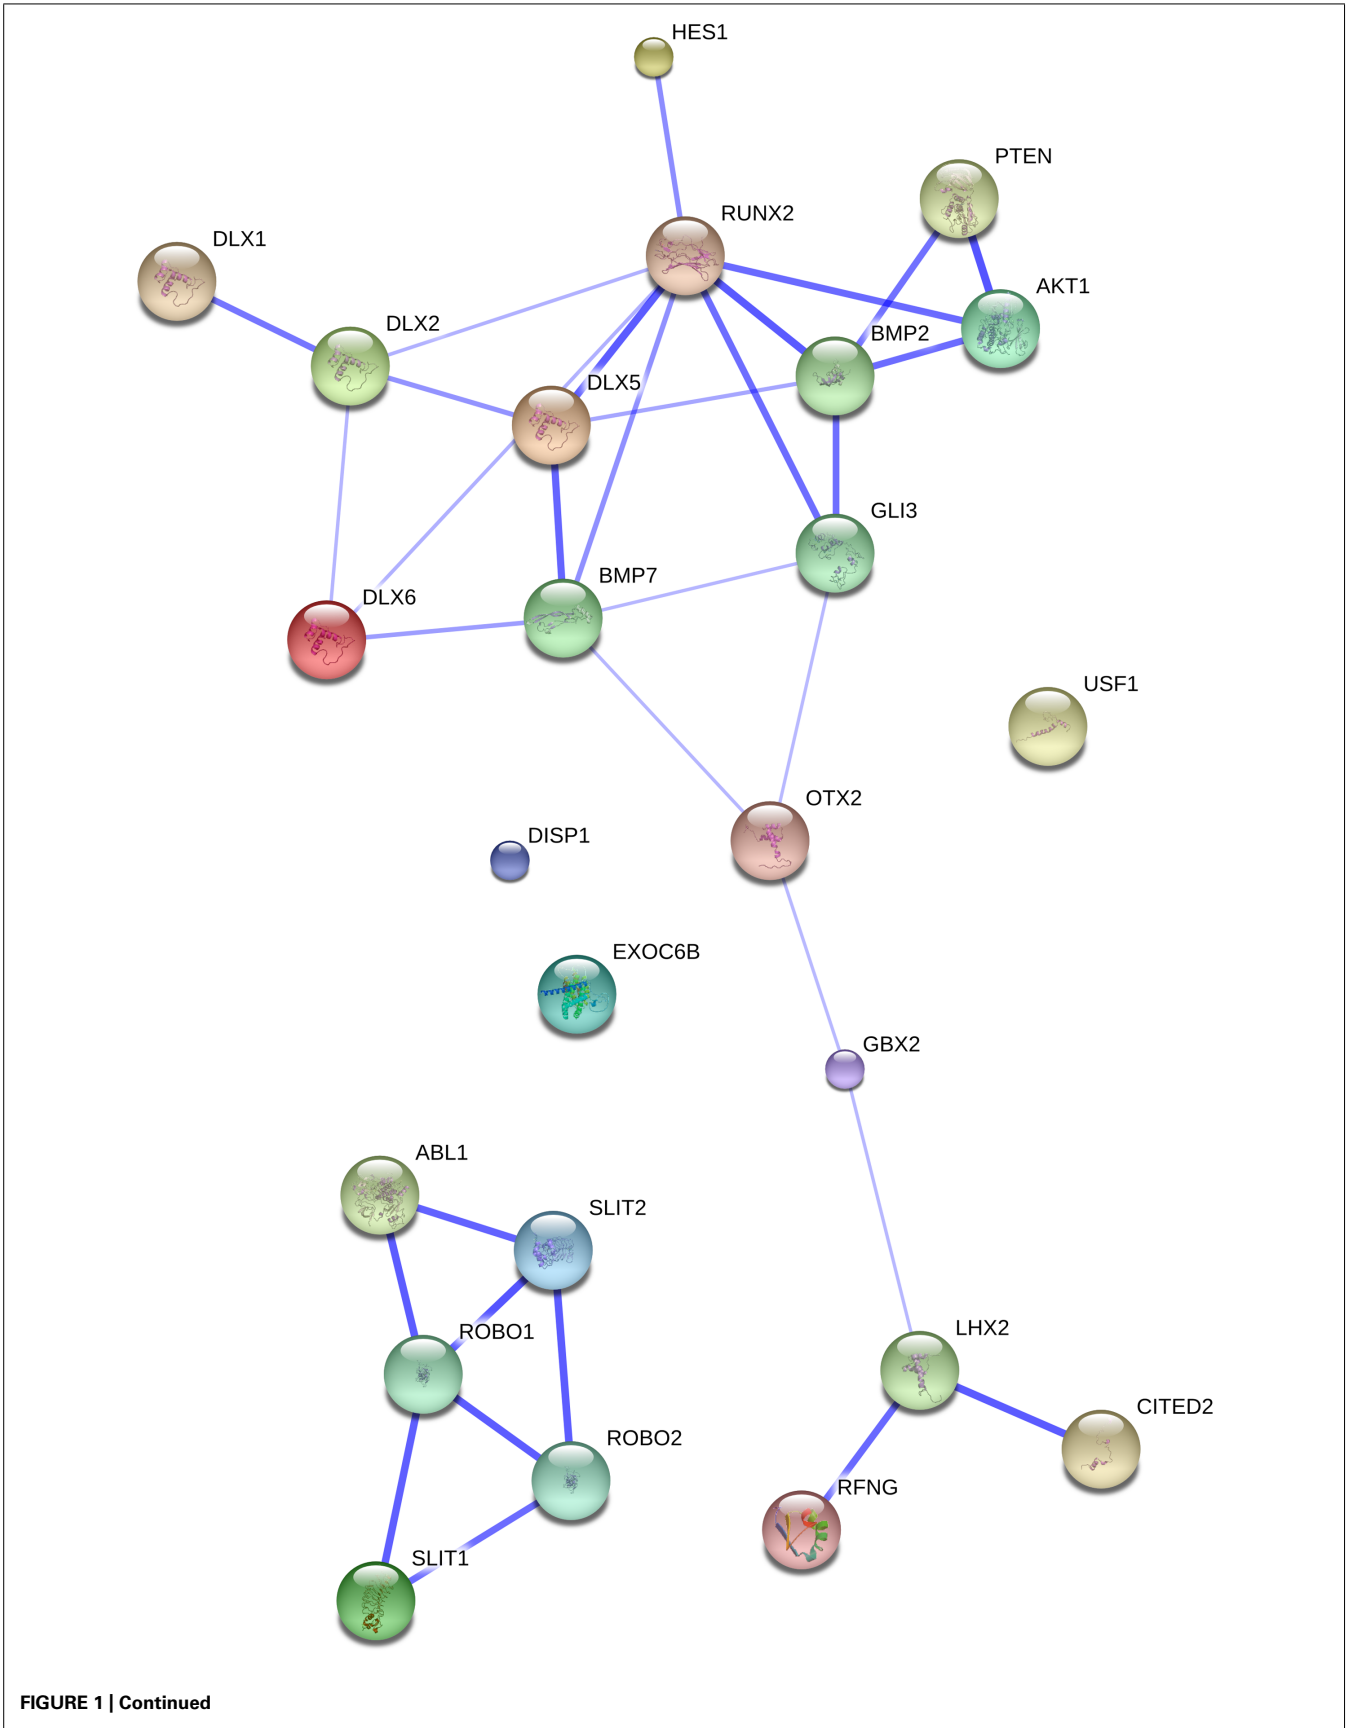 HES1
PTEN
RUNX2
DLX1
AKT1
DLX2
BMP2
DLX5
GLI3
BMP7
DLX6
USF1
OTX2
DISP1
EXOC6B
GBX2
ABL1
SLIT2
LHX2
ROBO1
CITED2
ROBO2
RFNG
SLIT1
FIGURE 1 | Continued